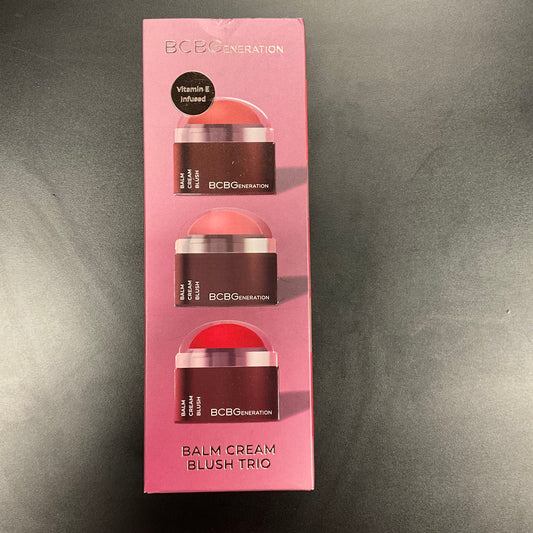 BCBGENERATION
Vitamin E
Infused
BALM
CREAM
BLUSH
BCBGENERATION
BALM
CREAM
BLUSH
BCBGENERATION
BALM
CREAM
BLUSH
BCBGENERATION
BALM CREAM
BLUSH TRIO